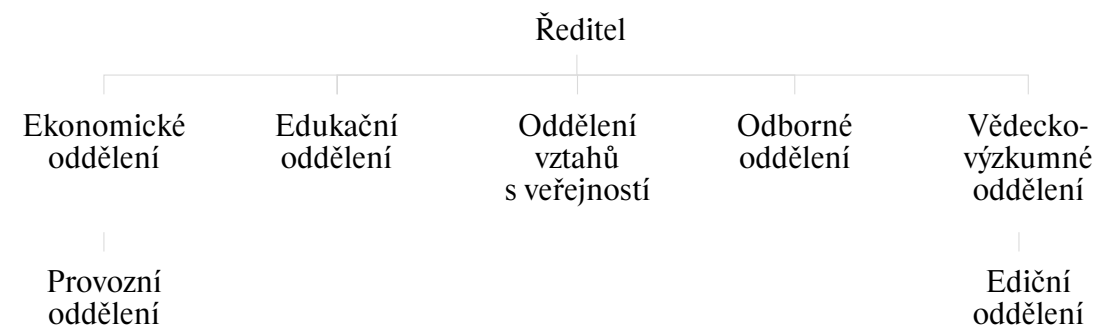 Ředitel
Ekonomické
oddělení
Edukační
oddělení
Oddělení
vztahů
s veřejností
Odborné
oddělení
Vědecko-
výzkumné
oddělení
Provozní
oddělení
Ediční
oddělení